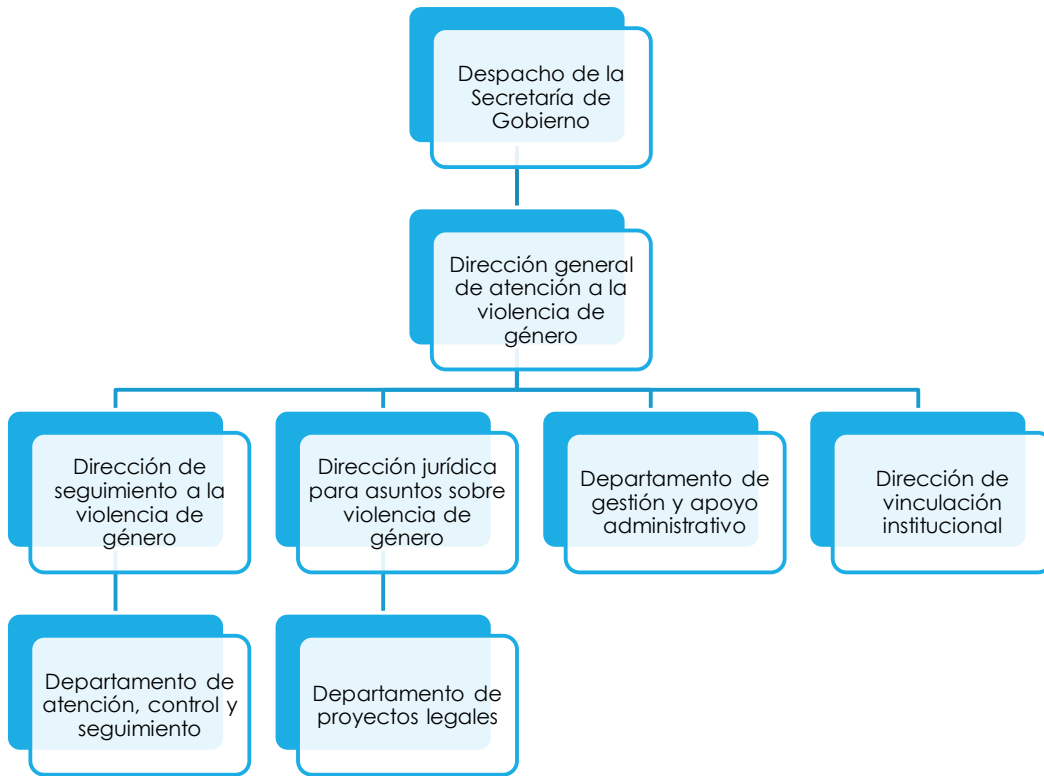 Despacho de la
Secretaría de
Gobierno
Dirección general
de atención a la
violencia de
género
Dirección de
seguimiento a la
violencia de
género
Dirección jurídica
para asuntos sobre
violencia de
género
Departamento de
gestión y apoyo
administrativo
Dirección de
vinculación
institucional
Departamento de
atención, control y
seguimiento
Departamento de
proyectos legales